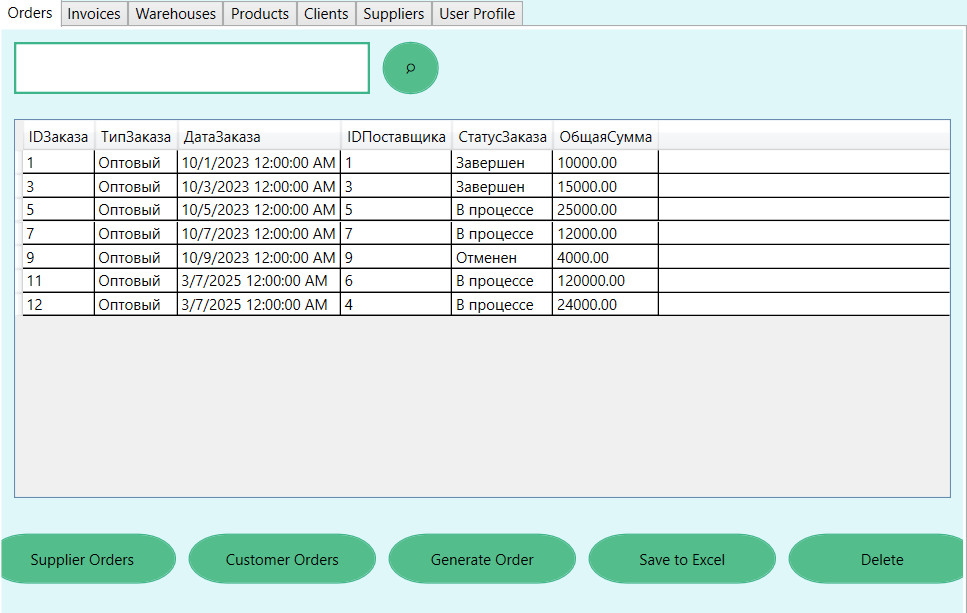 Orders Invoices Warehouses Products Clients Suppliers User Profile
IDЗаказа ТипЗаказа ДатаЗаказа IDПоставщика СтатусЗаказа ОбщаяСумма
1 Оптовый 10/1/2023 12:00:00 AM 1 Завершен 10000.00
3 Оптовый 10/3/2023 12:00:00 AM 3 Завершен 15000.00
5 Оптовый 10/5/2023 12:00:00 AM 5 В процессе 25000.00
7 Оптовый 10/7/2023 12:00:00 AM 7 В процессе 12000.00
9 Оптовый 10/9/2023 12:00:00 AM 9 Отменен 4000.00
11 Оптовый 3/7/2025 12:00:00 AM 6 В процессе 120000.00
12 Оптовый 3/7/2025 12:00:00 AM 4 В процессе 24000.00
Supplier Orders Customer Orders Generate Order Save to Excel Delete